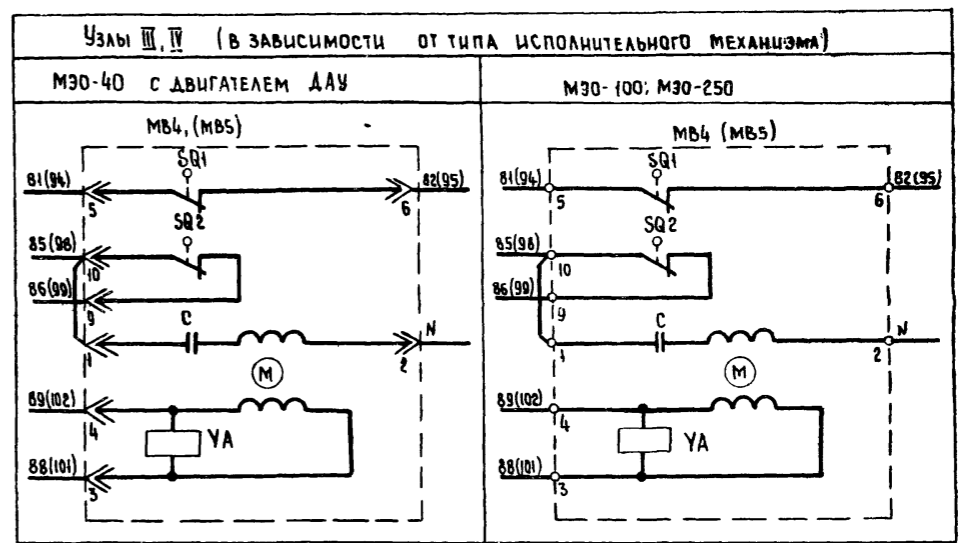 Узлы III, IV (в зависимости от типа исполнительного механизма)
МЭО-40 с двигателем ДАУ
МЭО-100; МЭО-250
МВ4, (МВ5)
SQ1
81(94)
82(95)
5
6
SQ2
85(98)
10
86(99)
9
C
N
1
2
М
89(102)
4
YA
88(101)
3
МВ4 (МВ5)
SQ1
81(94)
82(95)
5
6
SQ2
85(98)
10
86(99)
9
C
N
1
2
М
89(102)
4
YA
88(101)
3